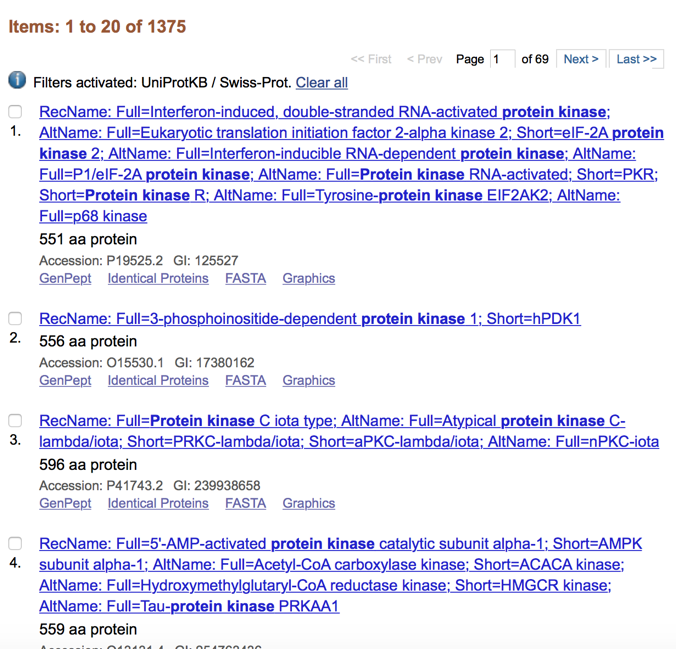 Items: 1 to 20 of 1375
<< First < Prev Page 1 of 69 Next > Last >>
Filters activated: UniProtKB / Swiss-Prot. Clear all
RecName: Full=Interferon-induced, double-stranded RNA-activated protein kinase;
1. AltName: Full=Eukaryotic translation initiation factor 2-alpha kinase 2; Short=eIF-2A protein
kinase 2; AltName: Full=Interferon-inducible RNA-dependent protein kinase; AltName:
Full=P1/eIF-2A protein kinase; AltName: Full=Protein kinase RNA-activated; Short=PKR;
Short=Protein kinase R; AltName: Full=Tyrosine-protein kinase EIF2AK2; AltName:
Full=p68 kinase
551 aa protein
Accession: P19525.2 GI: 125527
GenPept Identical Proteins FASTA Graphics
RecName: Full=3-phosphoinositide-dependent protein kinase 1; Short=hPDK1
2. 556 aa protein
Accession: O15530.1 GI: 17380162
GenPept Identical Proteins FASTA Graphics
RecName: Full=Protein kinase C iota type; AltName: Full=Atypical protein kinase C-
3. lambda/iota; Short=PRKC-lambda/iota; Short=aPKC-lambda/iota; AltName: Full=nPKC-iota
596 aa protein
Accession: P41743.2 GI: 239938658
GenPept Identical Proteins FASTA Graphics
RecName: Full=5'-AMP-activated protein kinase catalytic subunit alpha-1; Short=AMPK
4. subunit alpha-1; AltName: Full=Acetyl-CoA carboxylase kinase; Short=ACACA kinase;
AltName: Full=Hydroxymethylglutaryl-CoA reductase kinase; Short=HMGCR kinase;
AltName: Full=Tau-protein kinase PRKAA1
559 aa protein